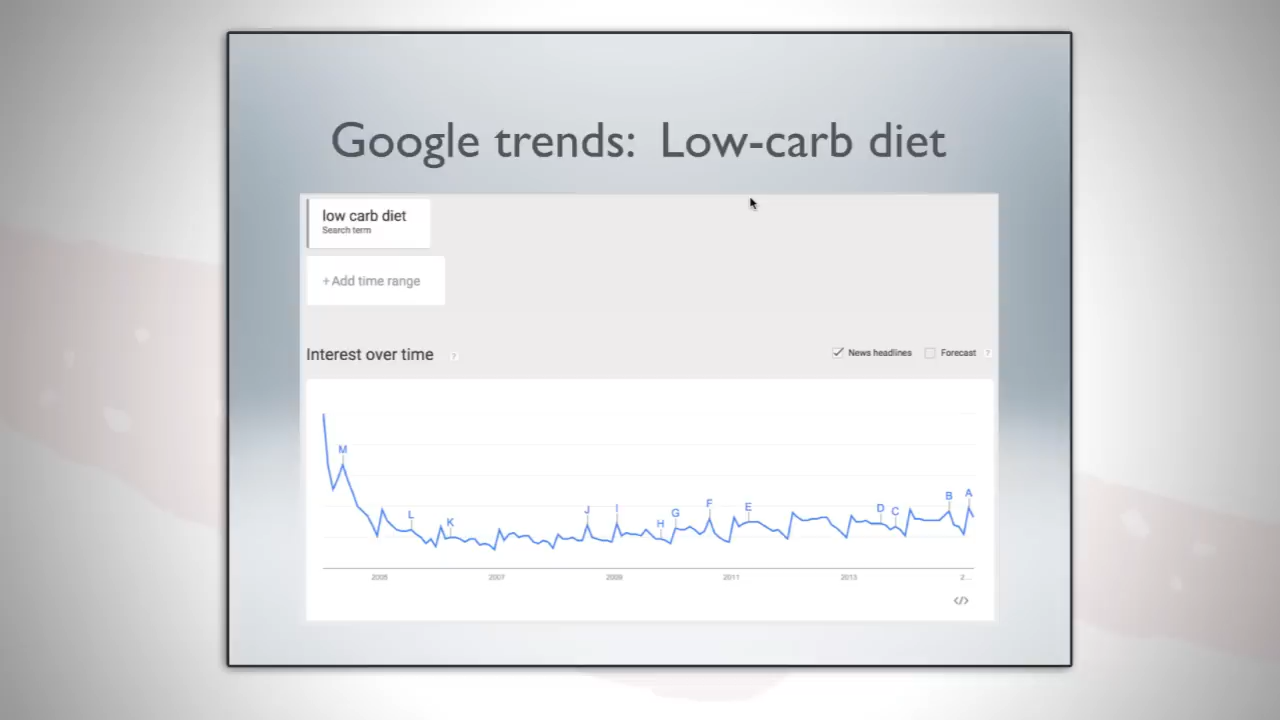 Google trends: Low-carb diet
low carb diet
Search term
+Add time range
Interest over time ?
News headlines
Forecast ?
M
L
K
J
I
H
G
F
E
D
C
B
A
2005
2007
2009
2011
2013
2...
</>